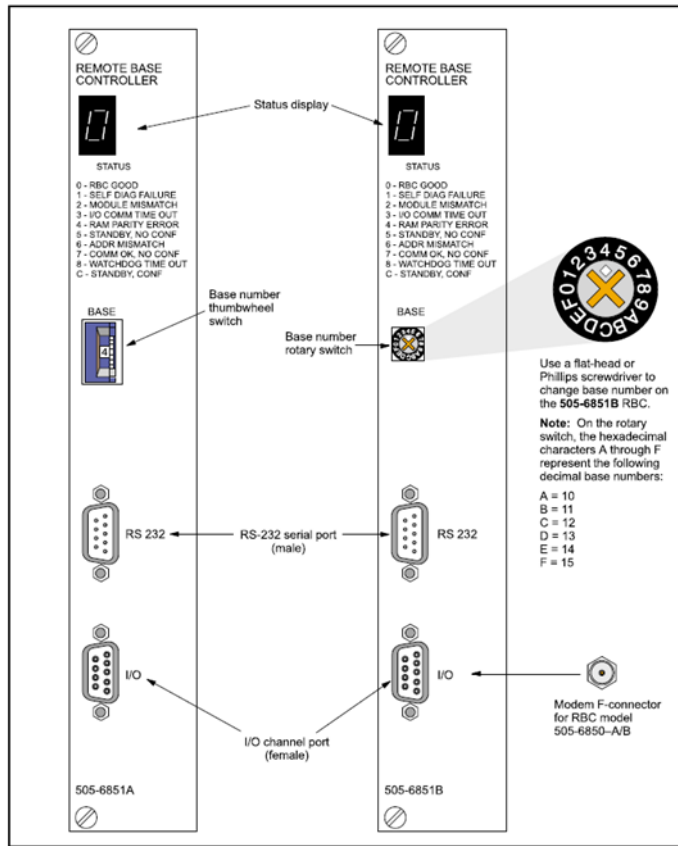 REMOTE BASE
CONTROLLER
0
STATUS
0 - RBC GOOD
1 - SELF DIAG FAILURE
2 - MODULE MISMATCH
3 - I/O COMM TIME OUT
4 - RAM PARITY ERROR
5 - STANDBY, NO CONF
6 - ADDR MISMATCH
7 - COMM OK, NO CONF
8 - WATCHDOG TIME OUT
C - STANDBY, CONF
BASE
4
RS 232
I/O
505-6851A
Status display
Base number
thumbwheel
switch
Base number
rotary switch
RS-232 serial port
(male)
I/O channel port
(female)
REMOTE BASE
CONTROLLER
0
STATUS
0 - RBC GOOD
1 - SELF DIAG FAILURE
2 - MODULE MISMATCH
3 - I/O COMM TIME OUT
4 - RAM PARITY ERROR
5 - STANDBY, NO CONF
6 - ADDR MISMATCH
7 - COMM OK, NO CONF
8 - WATCHDOG TIME OUT
C - STANDBY, CONF
BASE
RS 232
I/O
505-6851B
0123456789ABCDEF
Use a flat-head or
Phillips screwdriver to
change base number on
the 505-6851B RBC.
Note: On the rotary
switch, the hexadecimal
characters A through F
represent the following
decimal base numbers:
A = 10
B = 11
C = 12
D = 13
E = 14
F = 15
Modem F-connector
for RBC model
505-6850–A/B